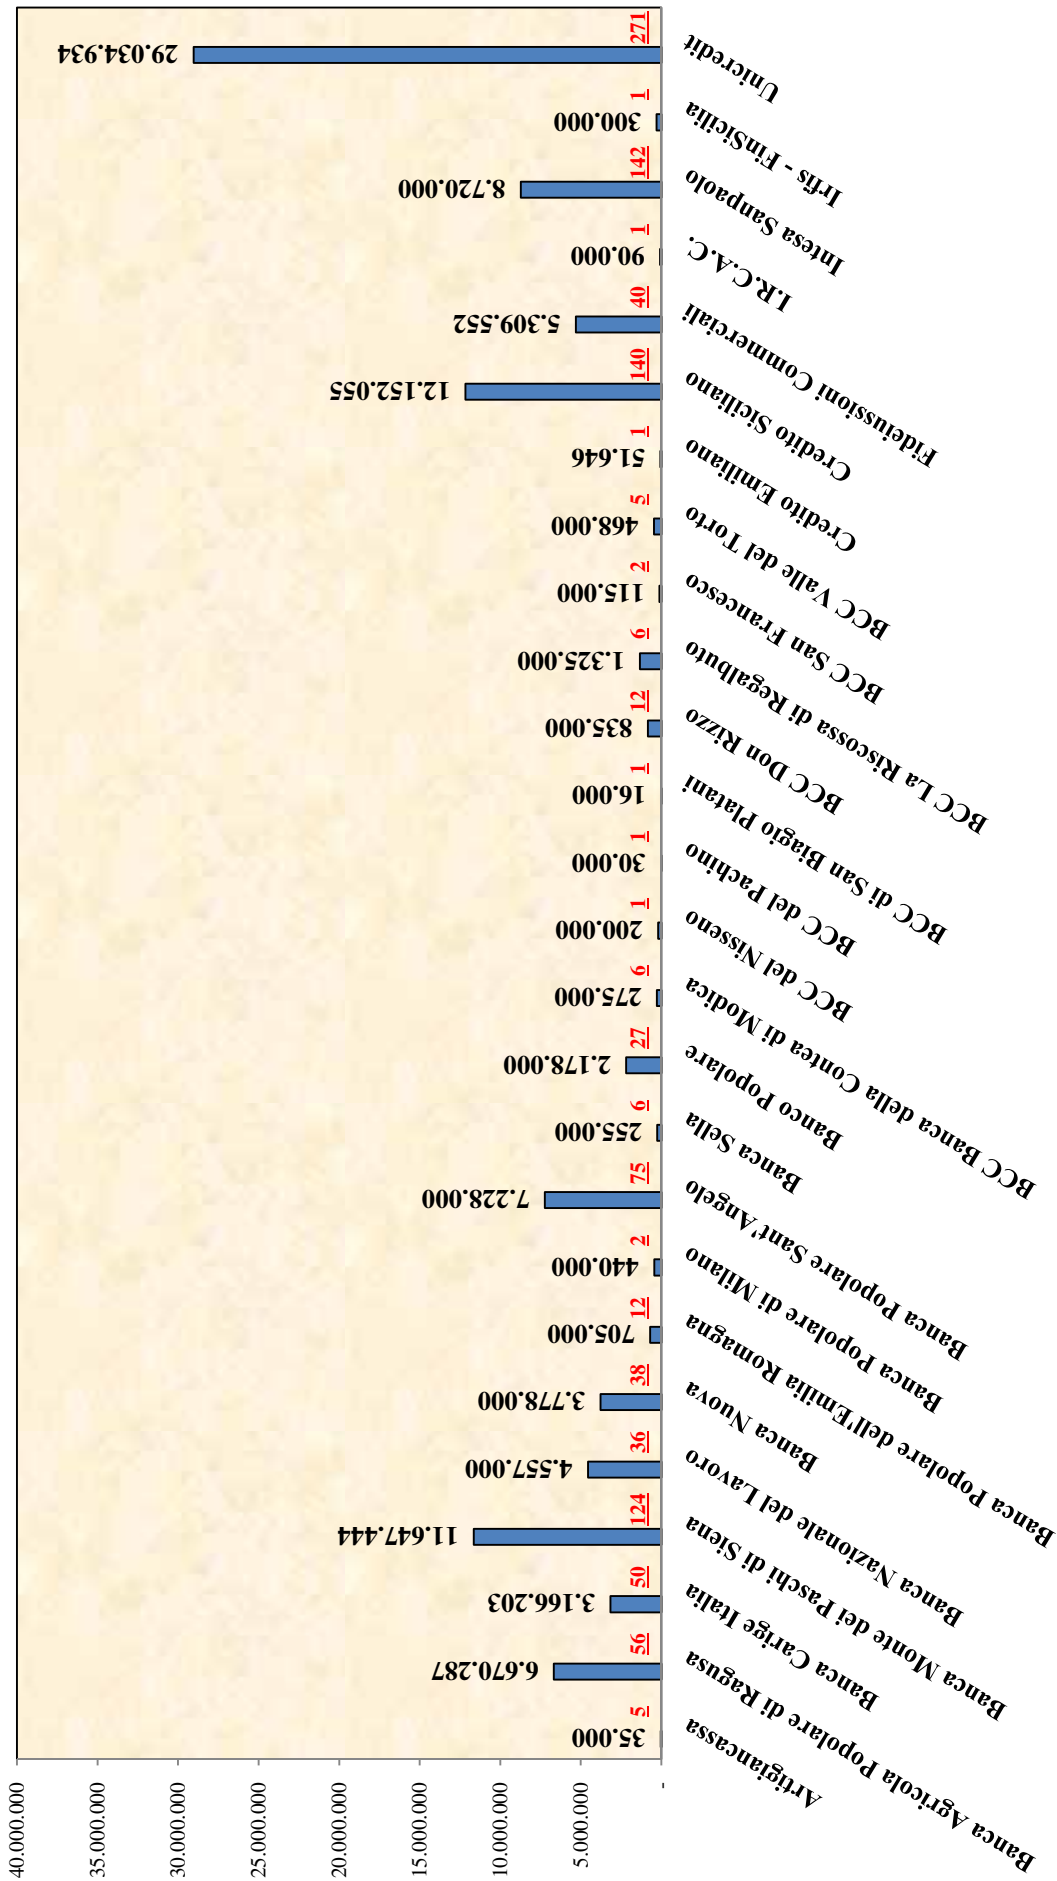 40.000.000
35.000.000
30.000.000
25.000.000
20.000.000
15.000.000
10.000.000
5.000.000
-
35.000
6.670.287
3.166.203
11.647.444
4.557.000
3.778.000
705.000
440.000
7.228.000
255.000
2.178.000
275.000
200.000
30.000
16.000
835.000
1.325.000
115.000
468.000
51.646
12.152.055
5.309.552
90.000
8.720.000
300.000
29.034.934
5
56
50
124
36
38
12
2
75
6
27
6
1
1
1
12
6
2
5
1
140
40
1
142
1
271
Artigiancassa
Banca Agricola Popolare di Ragusa
Banca Carige Italia
Banca Monte dei Paschi di Siena
Banca Nazionale del Lavoro
Banca Nuova
Banca Popolare dell'Emilia Romagna
Banca Popolare di Milano
Banca Popolare Sant'Angelo
Banca Sella
Banco Popolare
BCC Banca della Contea di Modica
BCC del Nisseno
BCC del Pachino
BCC di San Biagio Platani
BCC Don Rizzo
BCC La Riscossa di Regalbuto
BCC San Francesco
BCC Valle del Torto
Credito Emiliano
Credito Siciliano
Fideiussioni Commerciali
I.R.C.A.C.
Intesa Sanpaolo
Irfis - FinSicilia
Unicredit